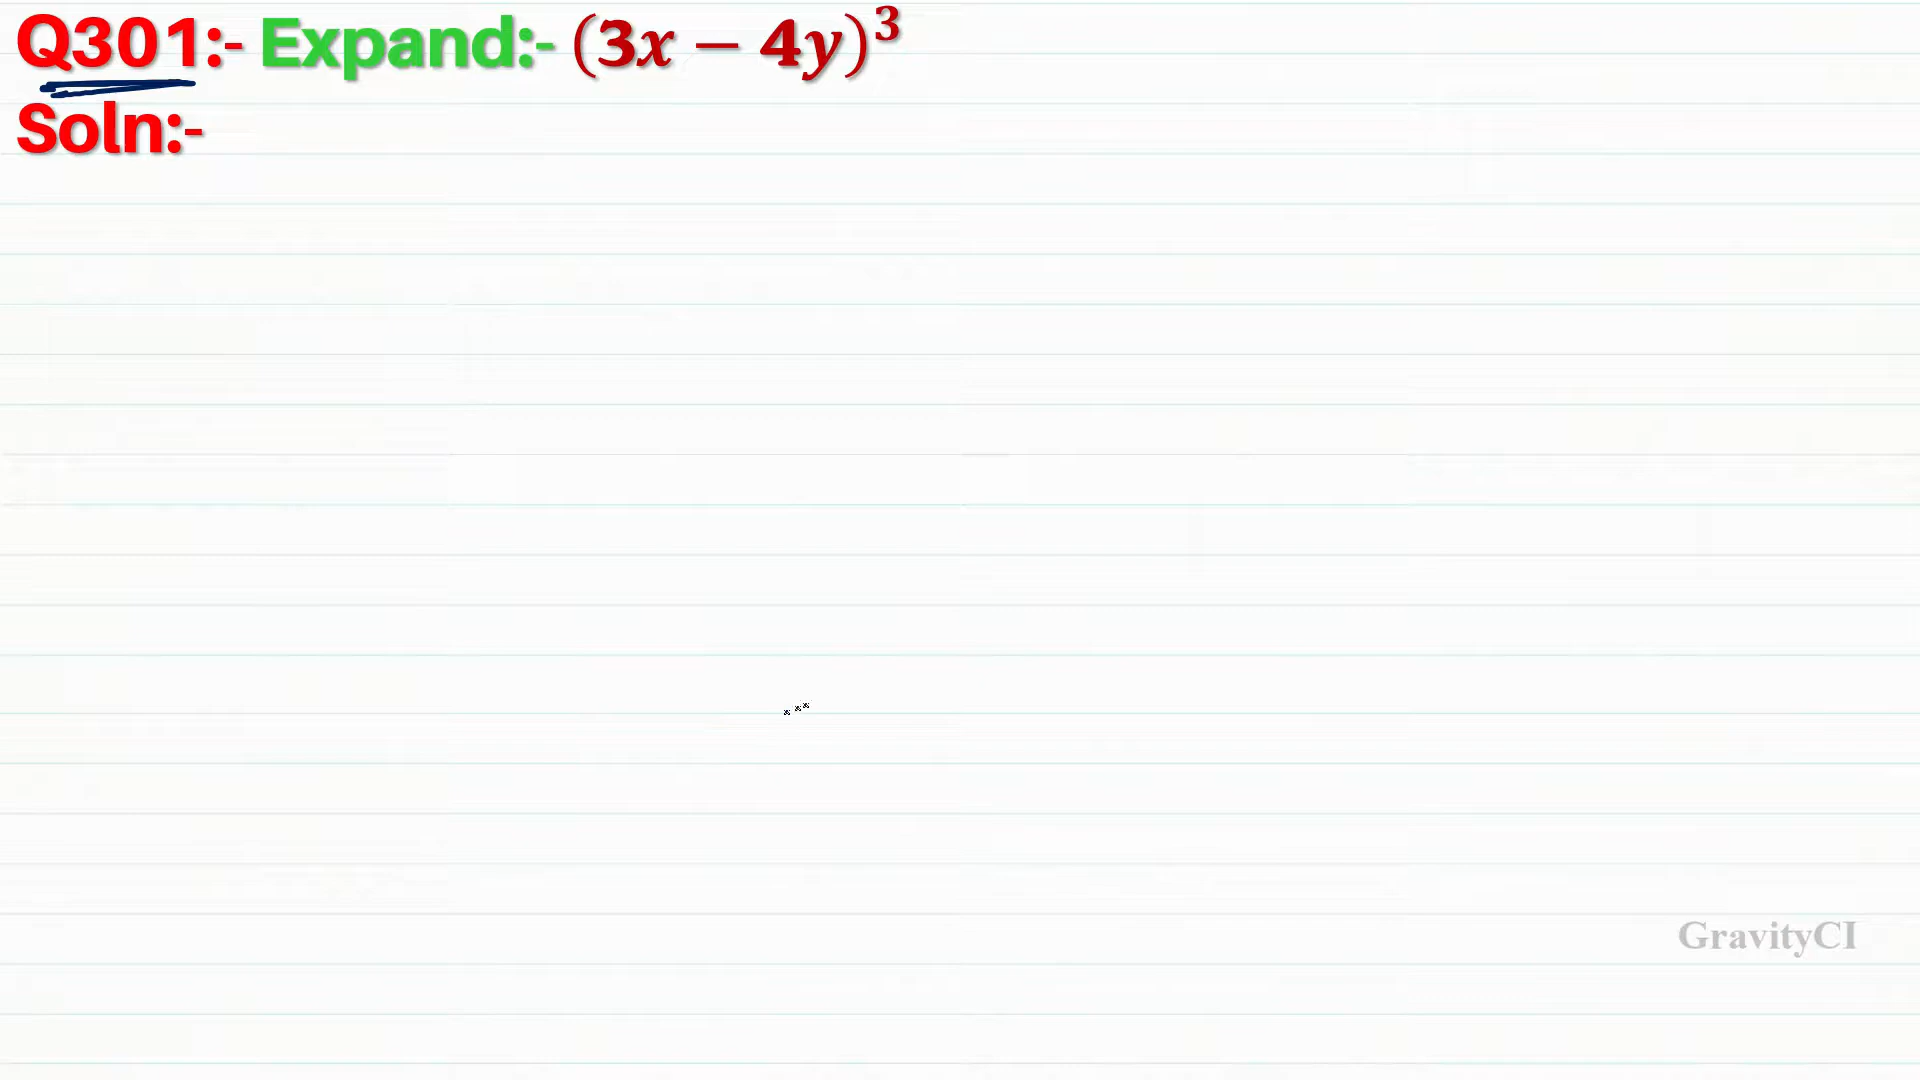 Q301:- Expand:- (3x − 4y)³
Soln:-
GravityCI